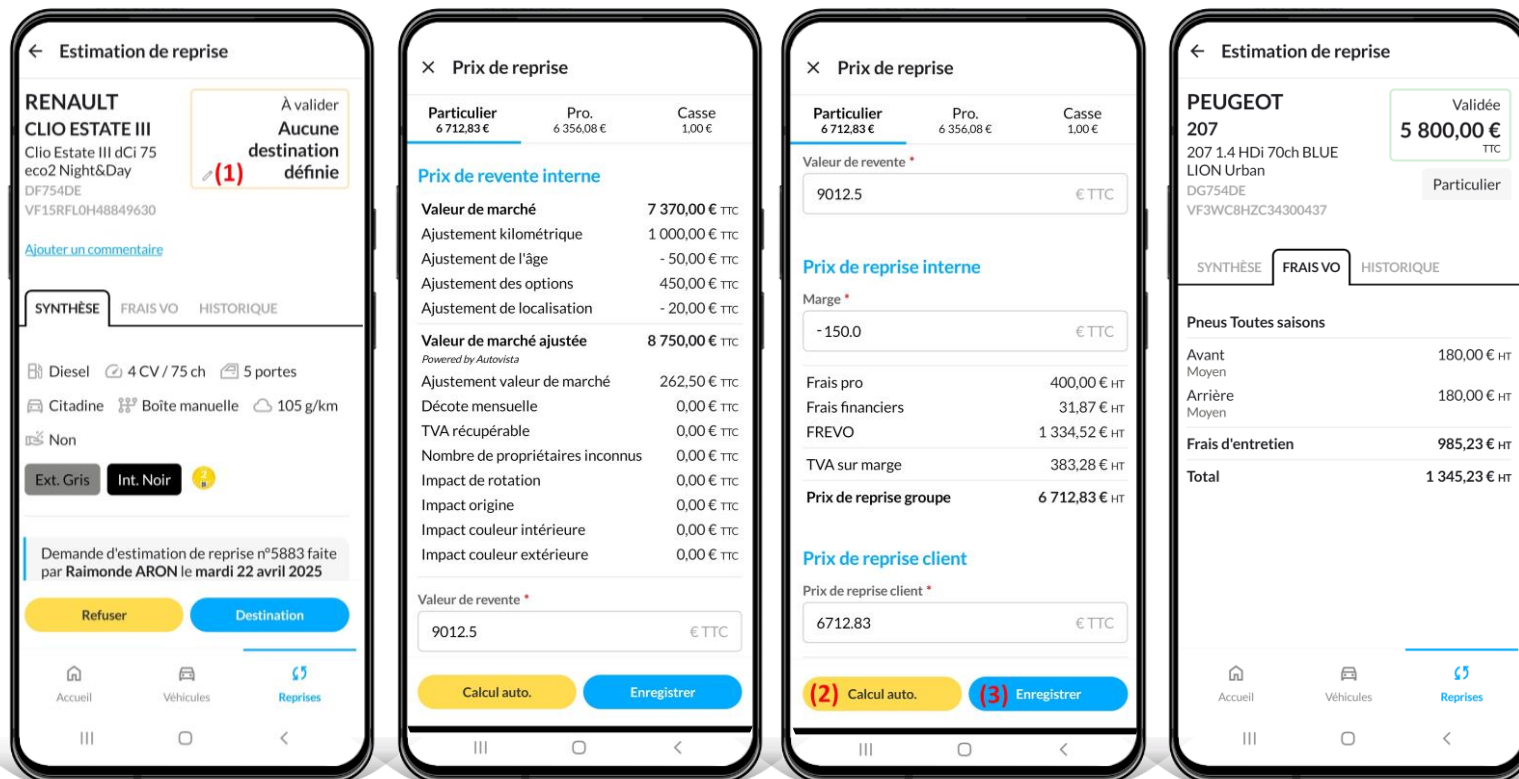 ← Estimation de reprise
RENAULT
CLIO ESTATE III
Clio Estate III dCi 75
eco2 Night&Day
DF754DE
VF15RFL0H48849630
À valider
Aucune
destination
(1) définie
Ajouter un commentaire
SYNTHÈSE FRAIS VO HISTORIQUE
Diesel 4 CV / 75 ch 5 portes
Citadine Boîte manuelle 105 g/km
Non
Ext. Gris Int. Noir 2
Demande d'estimation de reprise n°5883 faite
par Raimonde ARON le mardi 22 avril 2025
Refuser Destination
Accueil Véhicules Reprises
× Prix de reprise
Particulier Pro. Casse
6 712,83 € 6 356,08 € 1,00 €
Prix de revente interne
Valeur de marché 7 370,00 € TTC
Ajustement kilométrique 1 000,00 € TTC
Ajustement de l'âge - 50,00 € TTC
Ajustement des options 450,00 € TTC
Ajustement de localisation - 20,00 € TTC
Valeur de marché ajustée 8 750,00 € TTC
Powered by Autovista
Ajustement valeur de marché 262,50 € TTC
Décote mensuelle 0,00 € TTC
TVA récupérable 0,00 € TTC
Nombre de propriétaires inconnus 0,00 € TTC
Impact de rotation 0,00 € TTC
Impact origine 0,00 € TTC
Impact couleur intérieure 0,00 € TTC
Impact couleur extérieure 0,00 € TTC
Valeur de revente *
9012.5 € TTC
Calcul auto. Enregistrer
× Prix de reprise
Particulier Pro. Casse
6 712,83 € 6 356,08 € 1,00 €
Valeur de revente *
9012.5 € TTC
Prix de reprise interne
Marge *
-150.0 € TTC
Frais pro 400,00 € HT
Frais financiers 31,87 € HT
FREVO 1 334,52 € HT
TVA sur marge 383,28 € HT
Prix de reprise groupe 6 712,83 € HT
Prix de reprise client
Prix de reprise client *
6712.83 € TTC
(2) Calcul auto. (3) Enregistrer
← Estimation de reprise
PEUGEOT
207
207 1.4 HDi 70ch BLUE
LION Urban
DG754DE
VF3WC8HZC34300437
Validée
5 800,00 €
TTC
Particulier
SYNTHÈSE FRAIS VO HISTORIQUE
Pneus Toutes saisons
Avant 180,00 € HT
Moyen
Arrière 180,00 € HT
Moyen
Frais d'entretien 985,23 € HT
Total 1 345,23 € HT
Accueil Véhicules Reprises